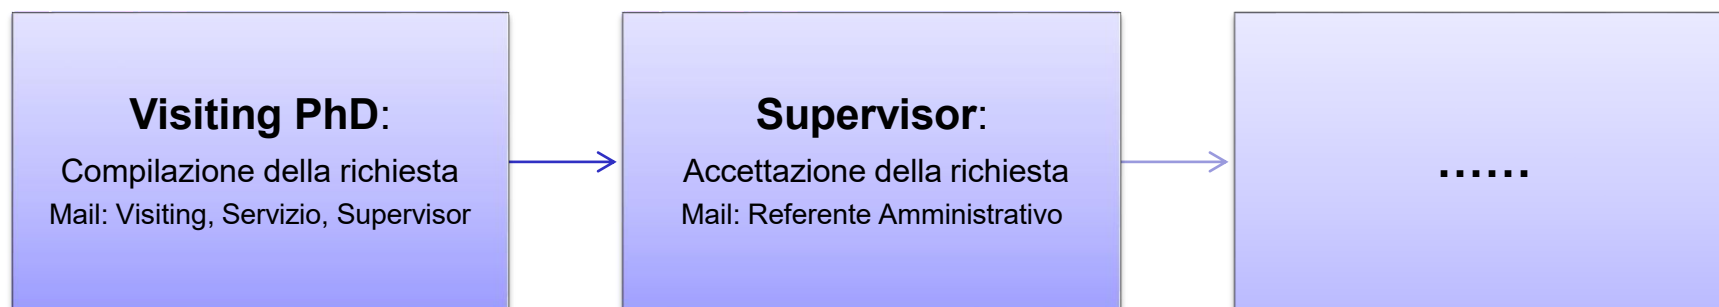 Visiting PhD:
Compilazione della richiesta
Mail: Visiting, Servizio, Supervisor
Supervisor:
Accettazione della richiesta
Mail: Referente Amministrativo
......